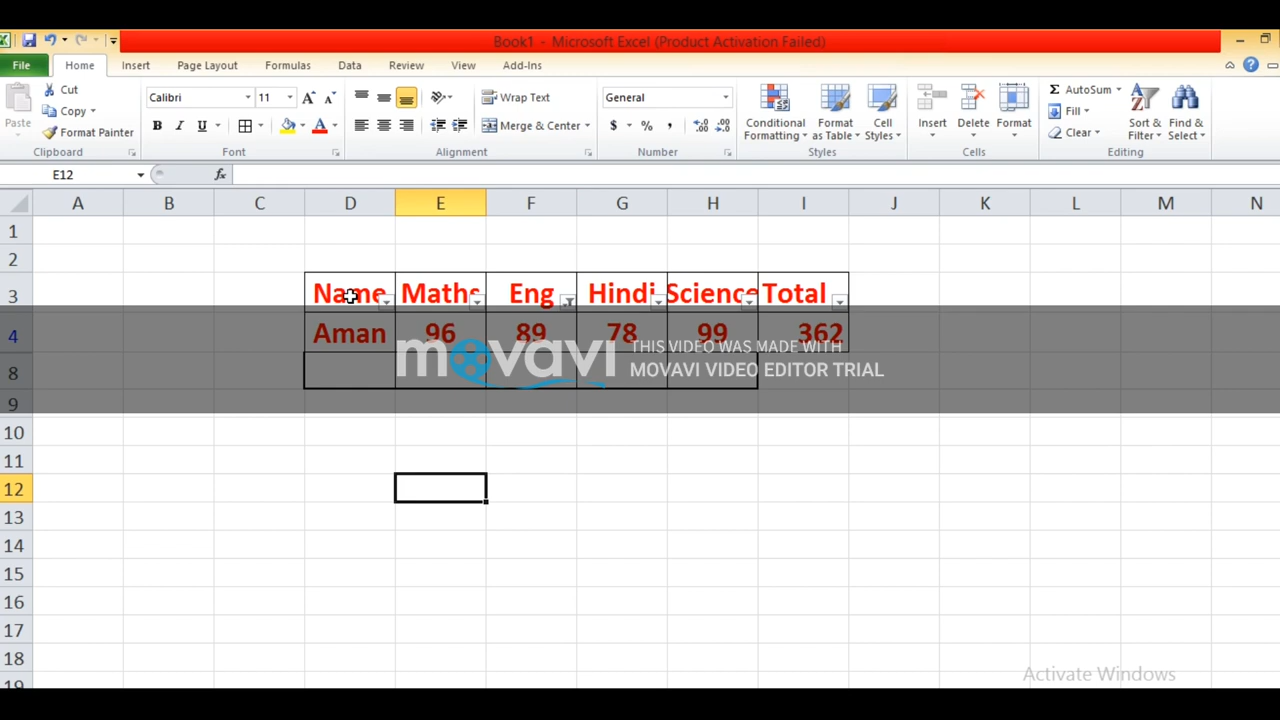 Book1 - Microsoft Excel (Product Activation Failed)
File Home Insert Page Layout Formulas Data Review View Add-Ins
Paste Cut Copy Format Painter Clipboard
Calibri 11 A A B I U A Font
Wrap Text Merge & Center Alignment
General $ % , .00 Number
Conditional Formatting Format as Table Cell Styles Styles
Insert Delete Format Cells
Σ AutoSum Fill Clear Sort & Filter Find & Select Editing
E12 fx
A B C D E F G H I J K L M N
1
2
3 Name Maths Eng Hindi Science Total
4 Aman 96 89 78 99 362
movavi THIS VIDEO WAS MADE WITH
MOVAVI VIDEO EDITOR TRIAL
8
9
10
11
12
13
14
15
16
17
18
19
Activate Windows